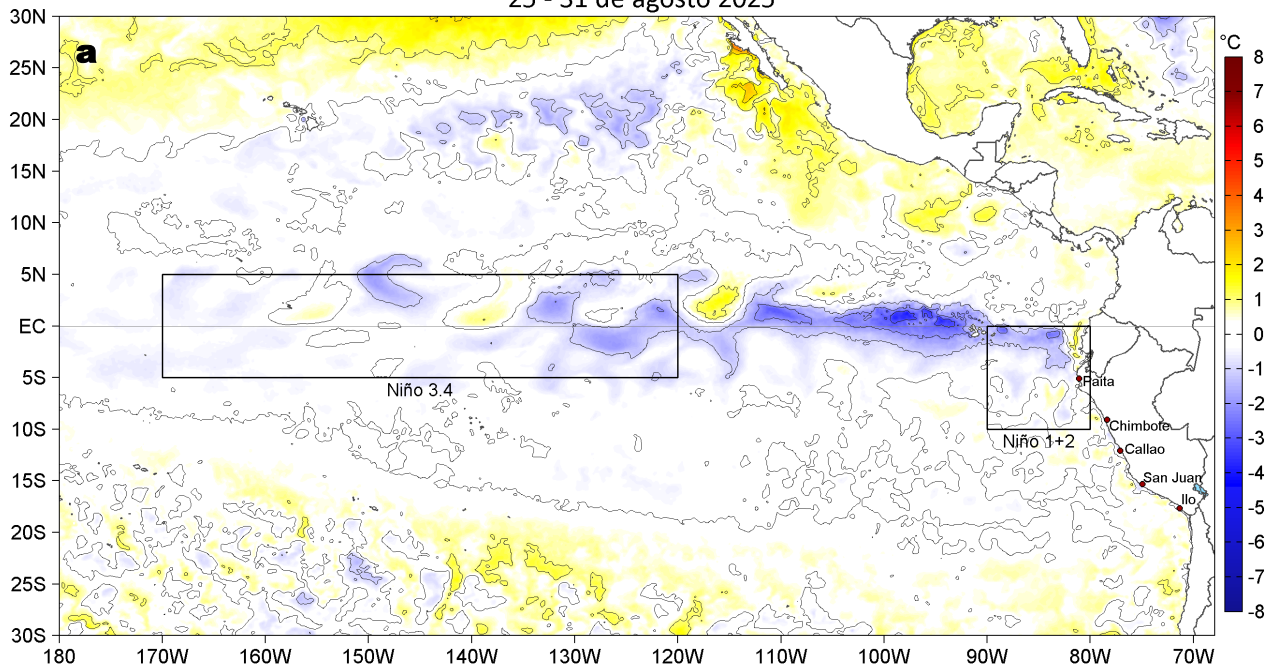 25 - 31 de agosto 2025
a
°C
30N
25N
20N
15N
10N
5N
EC
5S
10S
15S
20S
25S
30S
180
170W
160W
150W
140W
130W
120W
110W
100W
90W
80W
70W
Niño 3.4
Niño 1+2
Paita
Chimbote
Callao
San Juan
Ilo
8
7
6
5
4
3
2
1
0
-1
-2
-3
-4
-5
-6
-7
-8